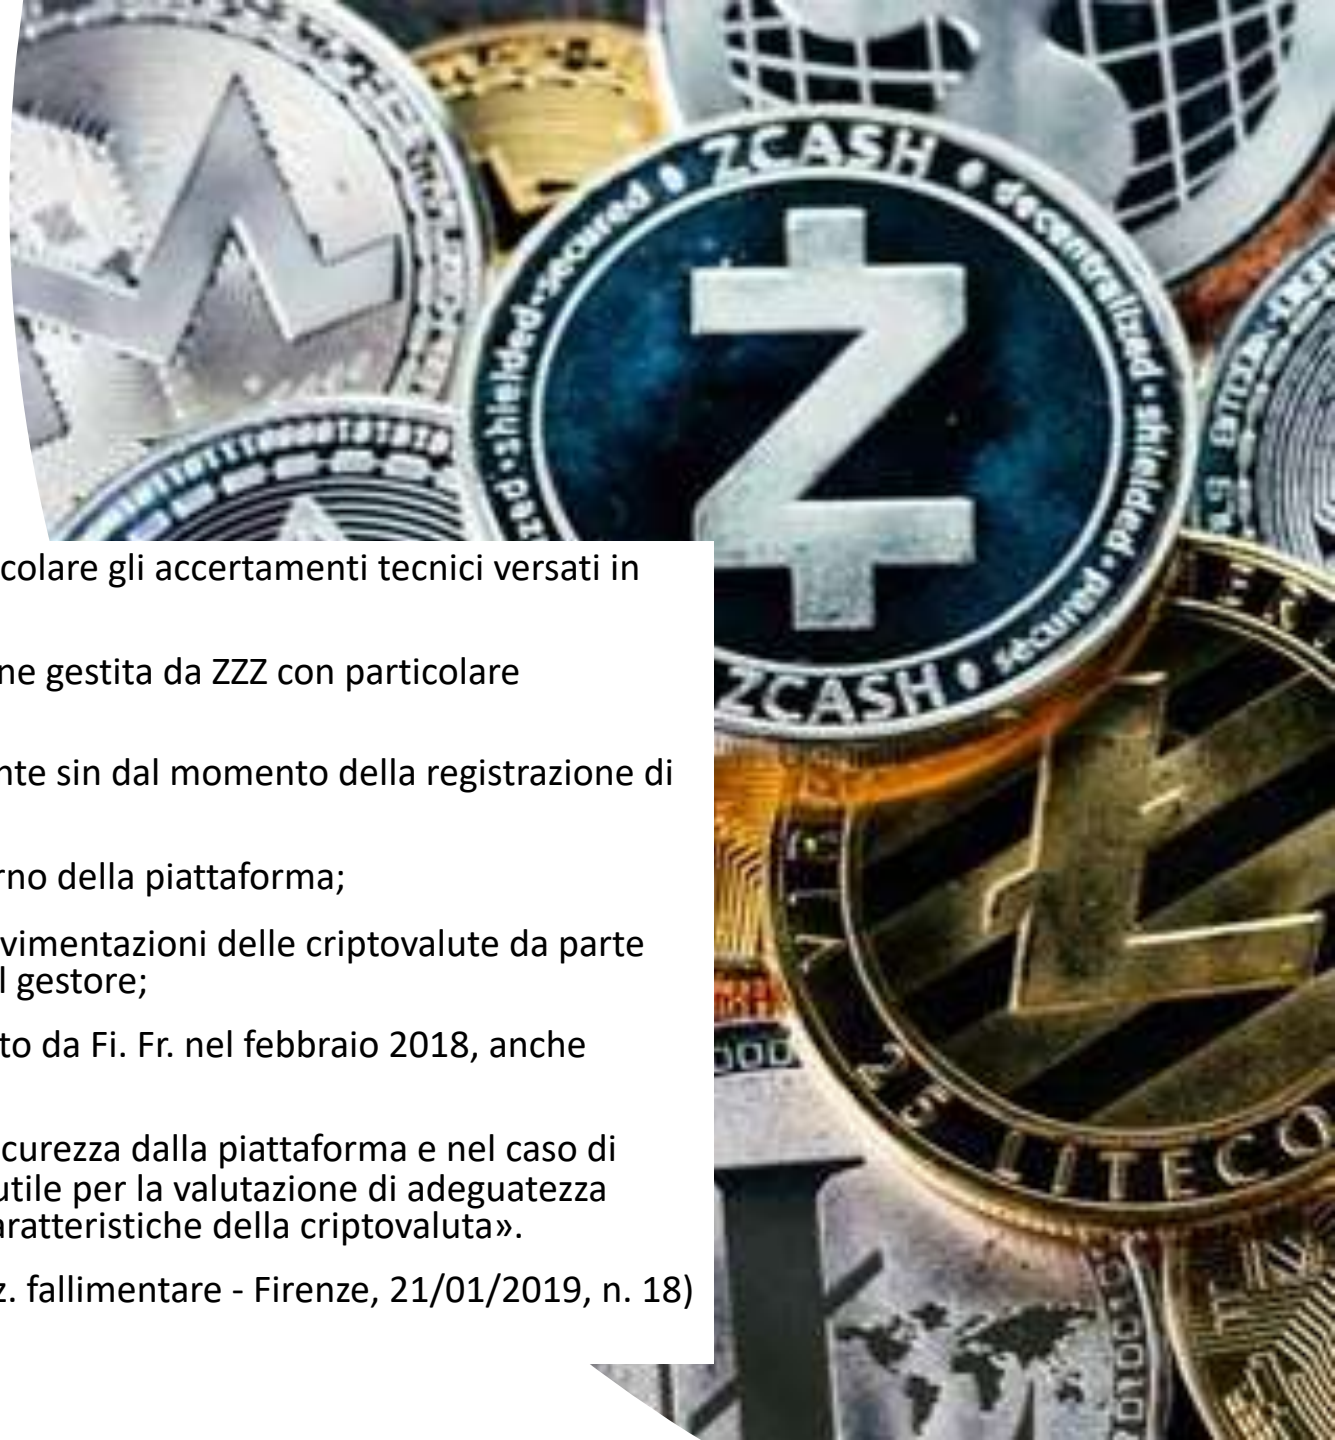 ZCASH
decentralized · shielded · secured
shielded · secured
ZCASH
colare gli accertamenti tecnici versati in
ne gestita da ZZZ con particolare
nte sin dal momento della registrazione di
rno della piattaforma;
vimentazioni delle criptovalute da parte
l gestore;
to da Fi. Fr. nel febbraio 2018, anche
curezza dalla piattaforma e nel caso di
utile per la valutazione di adeguatezza
aratteristiche della criptovaluta».
z. fallimentare - Firenze, 21/01/2019, n. 18)
25 LITECO